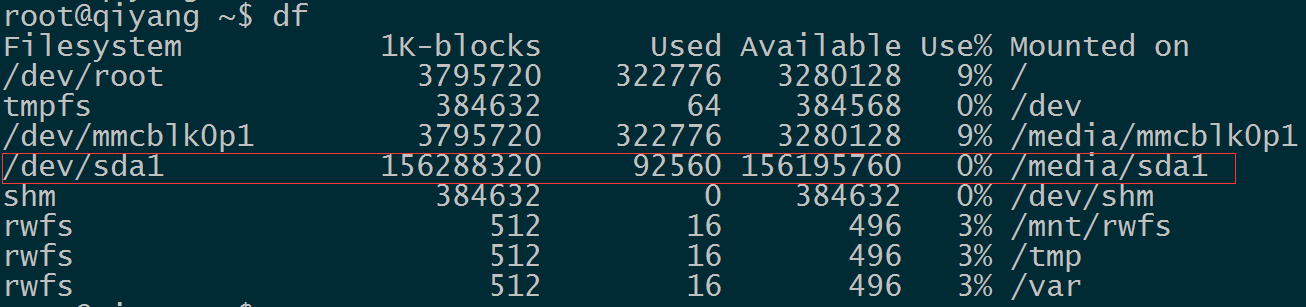 root@qiyang ~$ df
Filesystem 1K-blocks Used Available Use% Mounted on
/dev/root 3795720 322776 3280128 9% /
tmpfs 384632 64 384568 0% /dev
/dev/mmcblk0p1 3795720 322776 3280128 9% /media/mmcblk0p1
/dev/sda1 156288320 92560 156195760 0% /media/sda1
shm 384632 0 384632 0% /dev/shm
rwfs 512 16 496 3% /mnt/rwfs
rwfs 512 16 496 3% /tmp
rwfs 512 16 496 3% /var